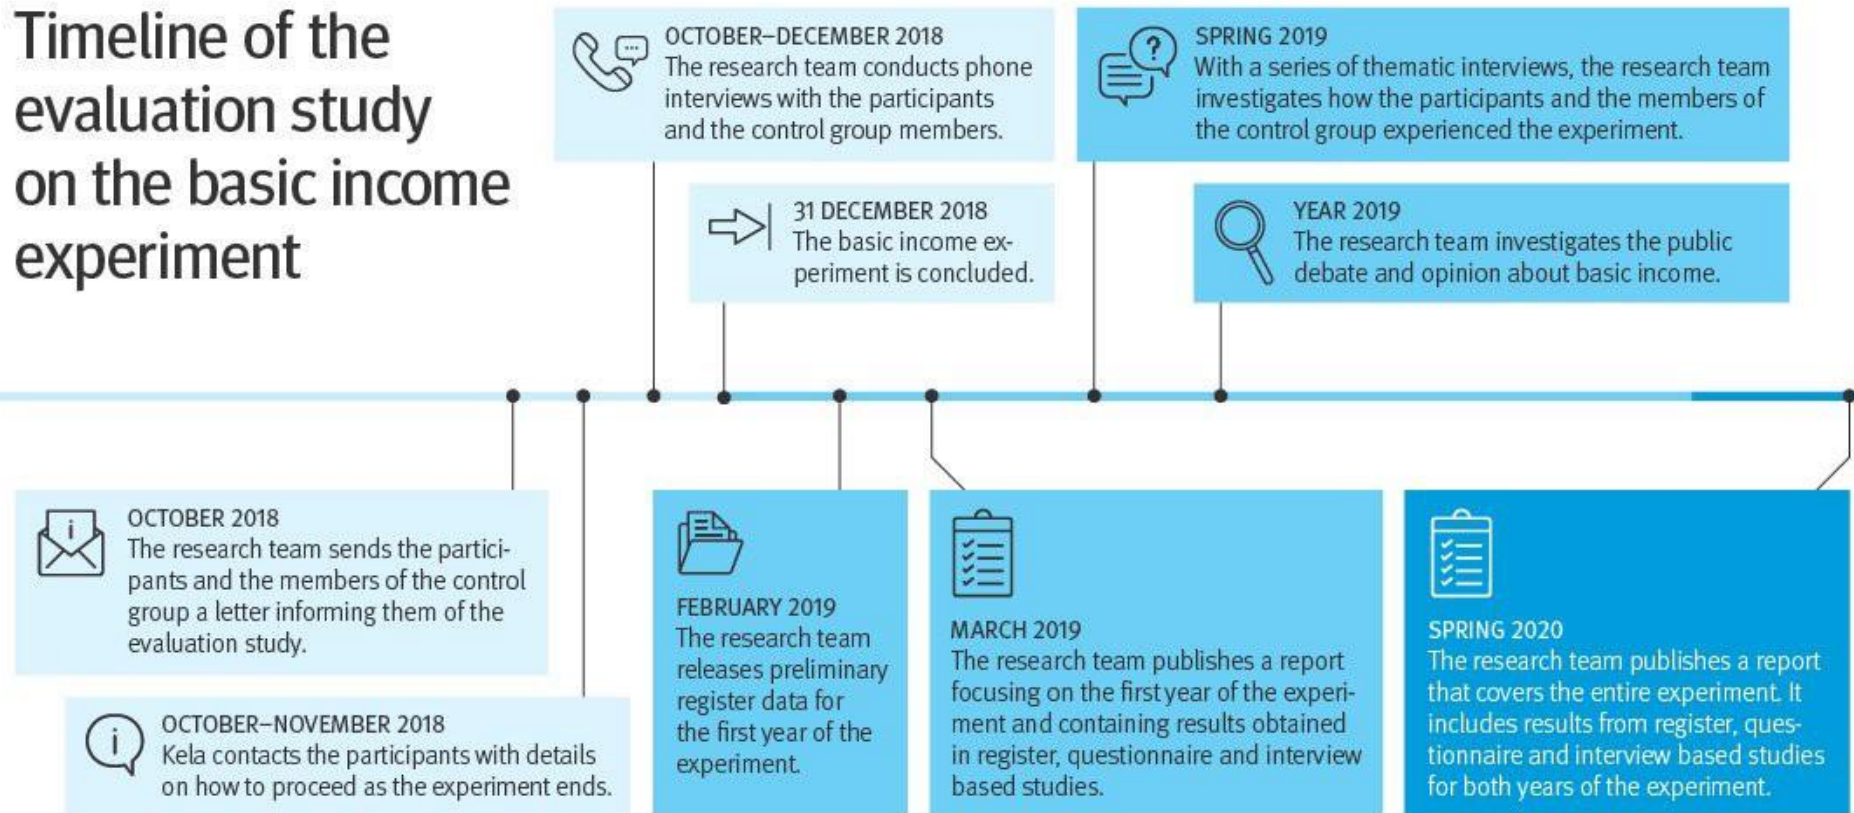 Timeline of the
evaluation study
on the basic income
experiment
OCTOBER–DECEMBER 2018
The research team conducts phone
interviews with the participants
and the control group members.
SPRING 2019
With a series of thematic interviews, the research team
investigates how the participants and the members of
the control group experienced the experiment.
31 DECEMBER 2018
The basic income ex-
periment is concluded.
YEAR 2019
The research team investigates the public
debate and opinion about basic income.
OCTOBER 2018
The research team sends the partici-
pants and the members of the control
group a letter informing them of the
evaluation study.
OCTOBER–NOVEMBER 2018
Kela contacts the participants with details
on how to proceed as the experiment ends.
FEBRUARY 2019
The research team
releases preliminary
register data for
the first year of the
experiment.
MARCH 2019
The research team publishes a report
focusing on the first year of the experi-
ment and containing results obtained
in register, questionnaire and interview
based studies.
SPRING 2020
The research team publishes a report
that covers the entire experiment. It
includes results from register, ques-
tionnaire and interview based studies
for both years of the experiment.